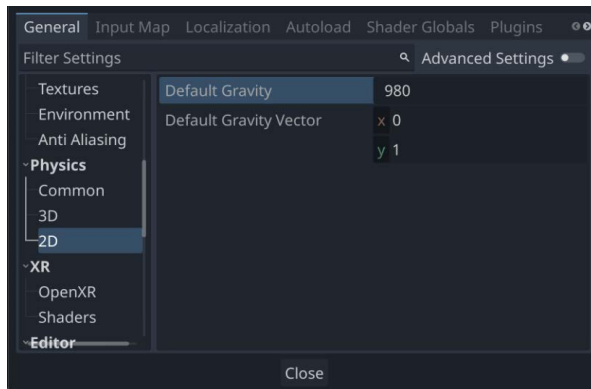 General Input Map Localization Autoload Shader Globals Plugins
Filter Settings Advanced Settings
Textures
Environment
Anti Aliasing
Physics
Common
3D
2D
XR
OpenXR
Shaders
Editor
Default Gravity 980
Default Gravity Vector x 0
y 1
Close